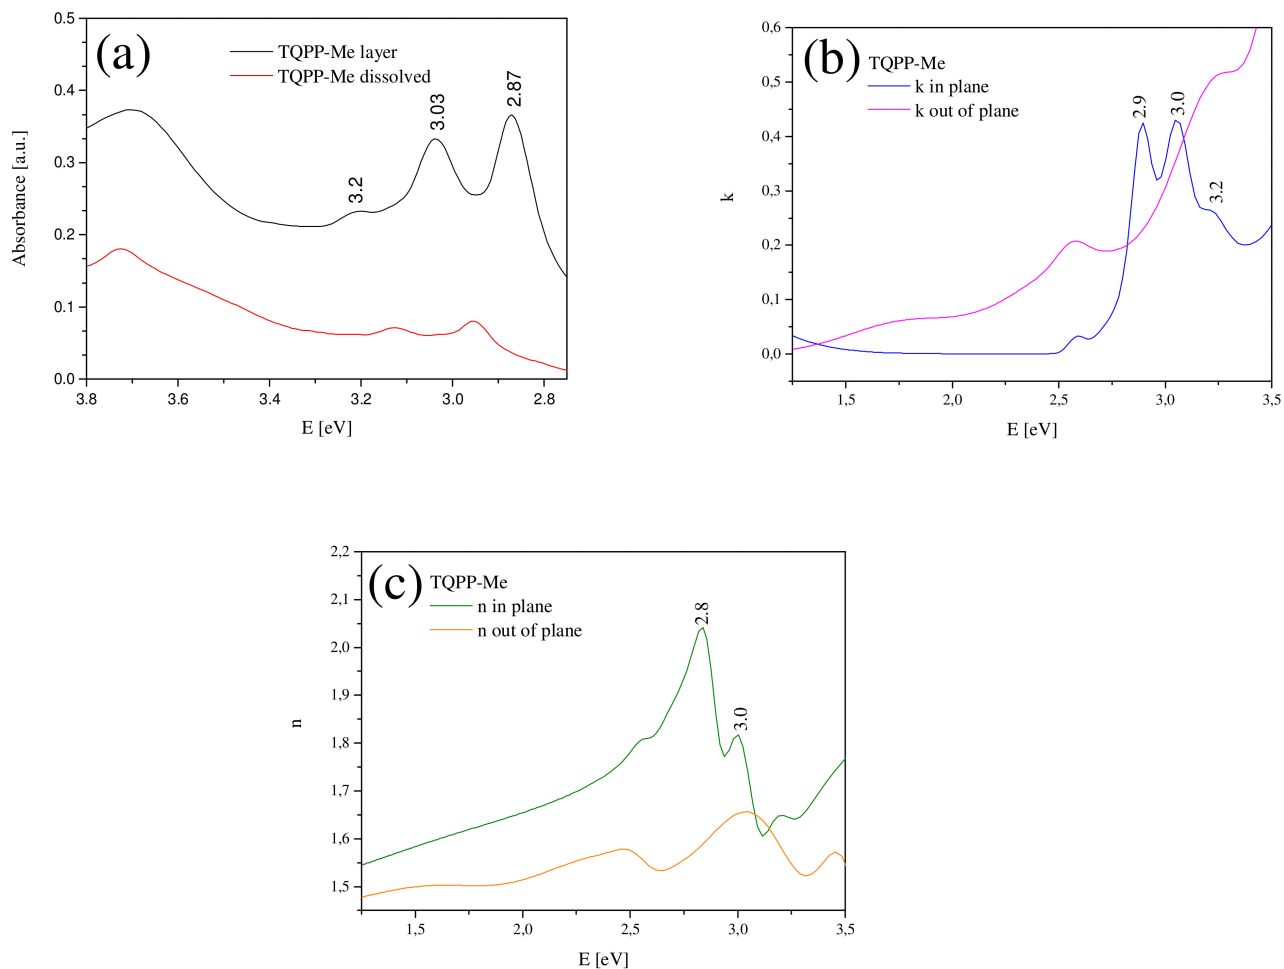 (a)
TQPP-Me layer
TQPP-Me dissolved
3.2
3.03
2.87
Absorbance [a.u.]
0.5
0.4
0.3
0.2
0.1
0.0
3.8 3.6 3.4 3.2 3.0 2.8
E [eV]
(b)
TQPP-Me
k in plane
k out of plane
2.9
3.0
3.2
k
0,6
0,5
0,4
0,3
0,2
0,1
0,0
1,5 2,0 2,5 3,0 3,5
E [eV]
(c)
TQPP-Me
n in plane
n out of plane
2.8
3.0
n
2,2
2,1
2,0
1,9
1,8
1,7
1,6
1,5
1,5 2,0 2,5 3,0 3,5
E [eV]